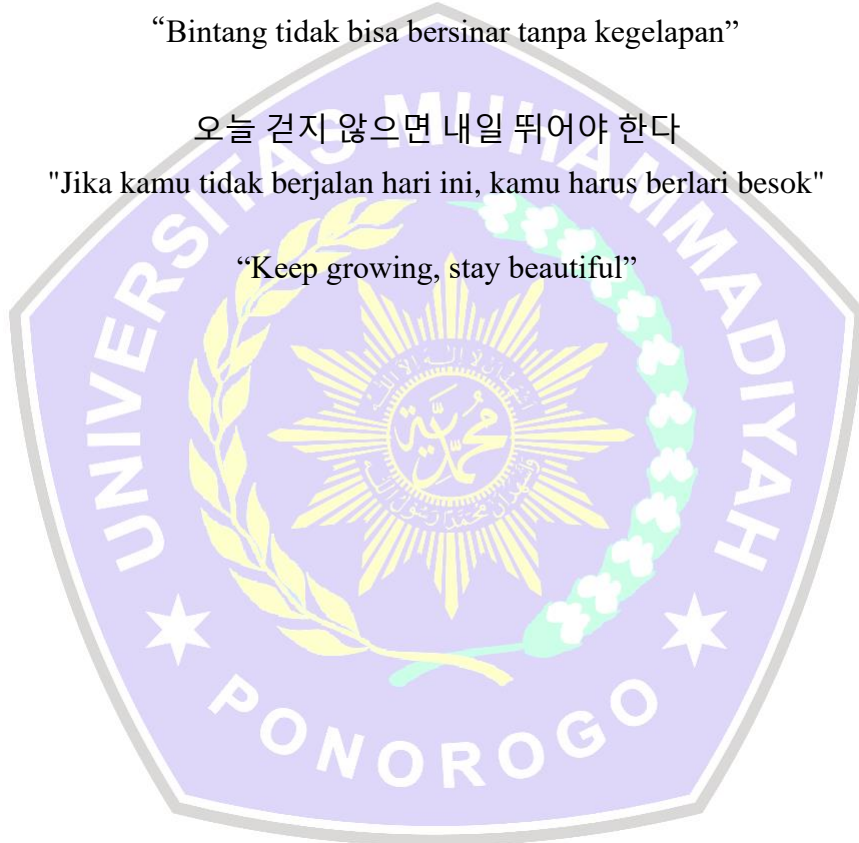 “Bintang tidak bisa bersinar tanpa kegelapan”
오늘 걷지 않으면 내일 뛰어야 한다
"Jika kamu tidak berjalan hari ini, kamu harus berlari besok"
“Keep growing, stay beautiful”
UNIVERSITAS MUHAMMADIYAH
PONOROGO
محمدية